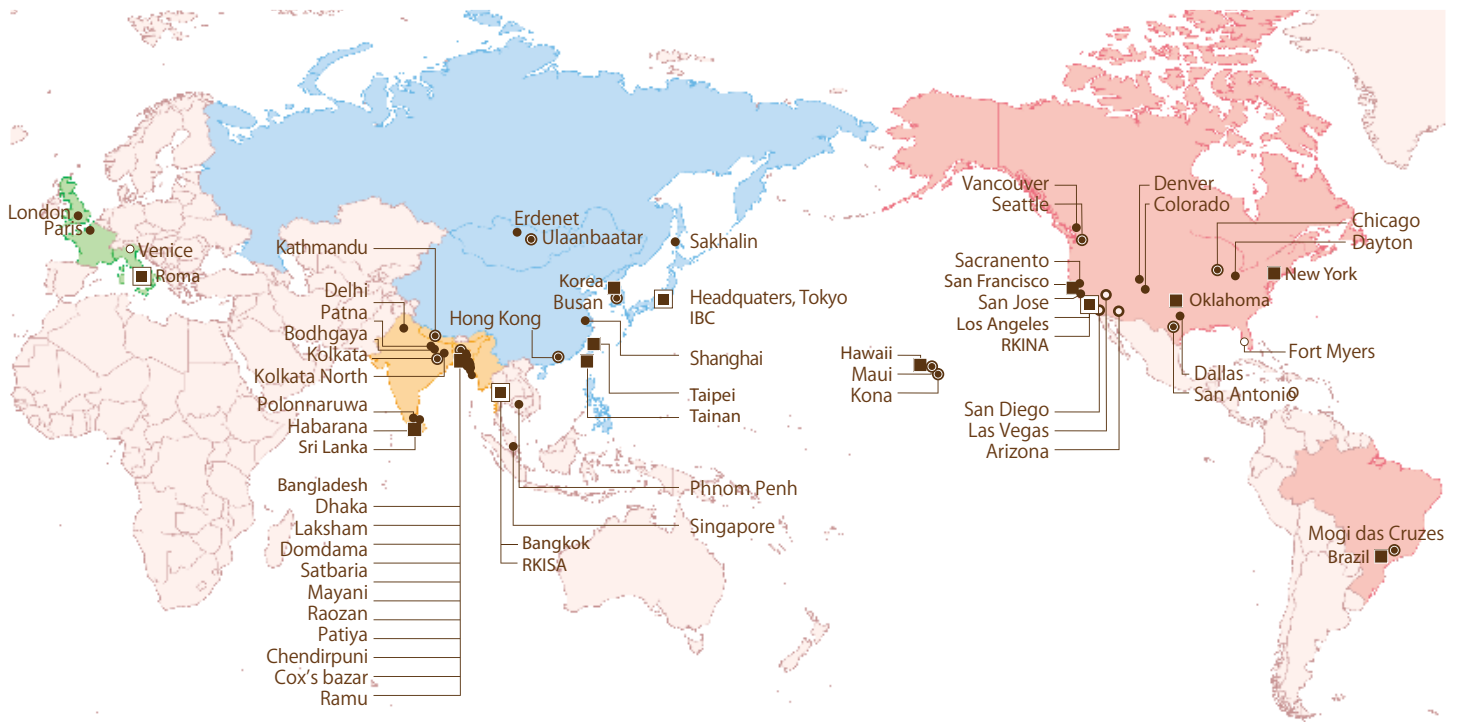 London
Paris
Venice
Roma
Kathmandu
Delhi
Patna
Bodhgaya
Kolkata
Kolkata North
Polonnaruwa
Habarana
Sri Lanka
Bangladesh
Dhaka
Laksham
Domdama
Satbaria
Mayani
Raozan
Patiya
Chendirpuni
Cox's bazar
Ramu
Erdenet
Ulaanbaatar
Sakhalin
Korea
Busan
Headquaters, Tokyo
IBC
Hong Kong
Shanghai
Taipei
Tainan
Phnom Penh
Singapore
Bangkok
RKISA
Hawaii
Maui
Kona
Vancouver
Seattle
Sacranento
San Francisco
San Jose
Los Angeles
RKINA
San Diego
Las Vegas
Arizona
Denver
Colorado
Chicago
Dayton
New York
Oklahoma
Fort Myers
Dallas
San Antonio
Mogi das Cruzes
Brazil